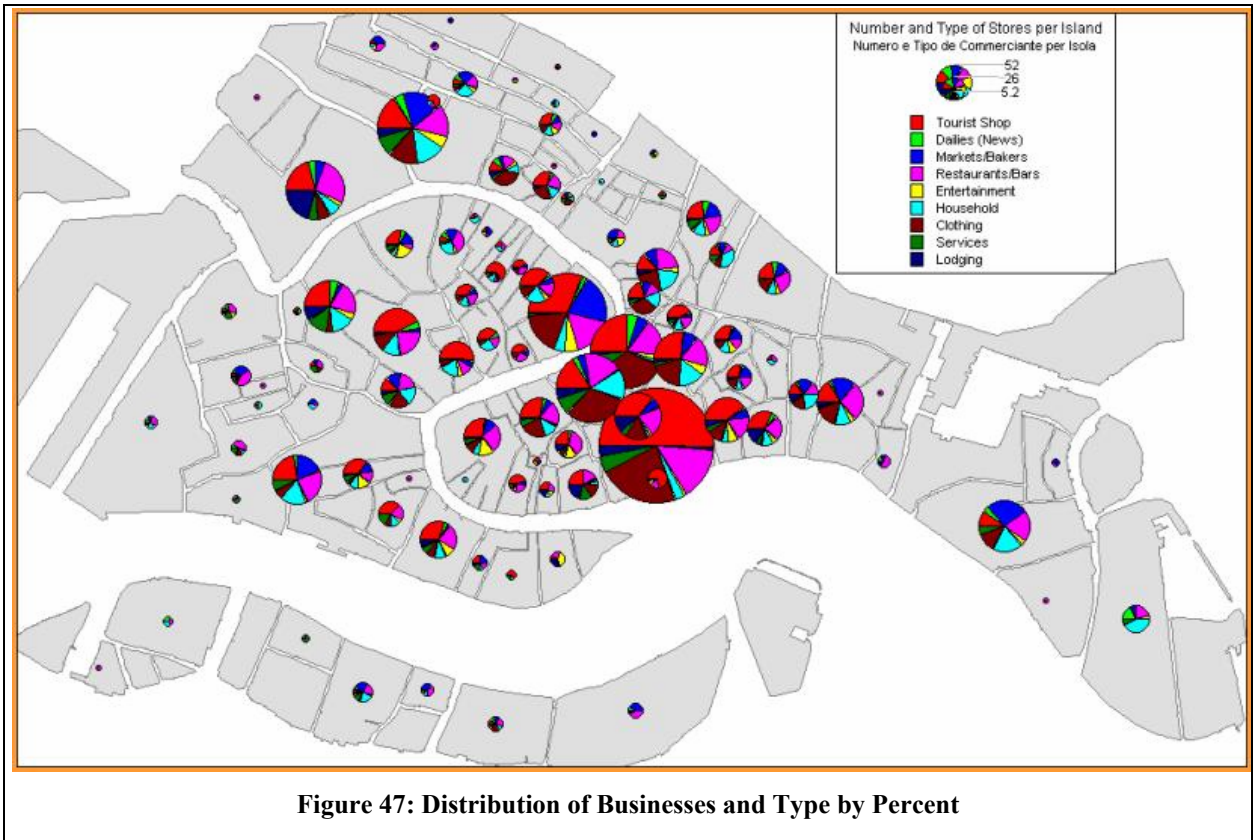 Number and Type of Stores per Island
Numero e Tipo de Commerciante per Isola
52
26
5.2
Tourist Shop
Dailies (News)
Markets/Bakers
Restaurants/Bars
Entertainment
Household
Clothing
Services
Lodging
Figure 47: Distribution of Businesses and Type by Percent